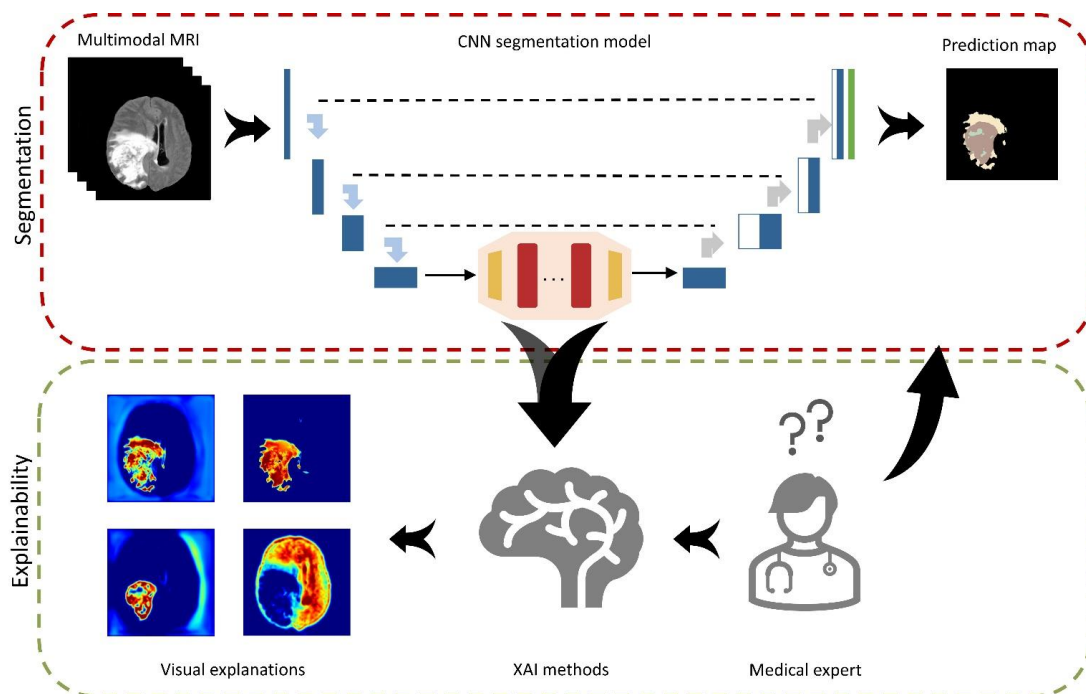 Multimodal MRI
CNN segmentation model
Prediction map
Segmentation
...
??
Explainability
Visual explanations
XAI methods
Medical expert